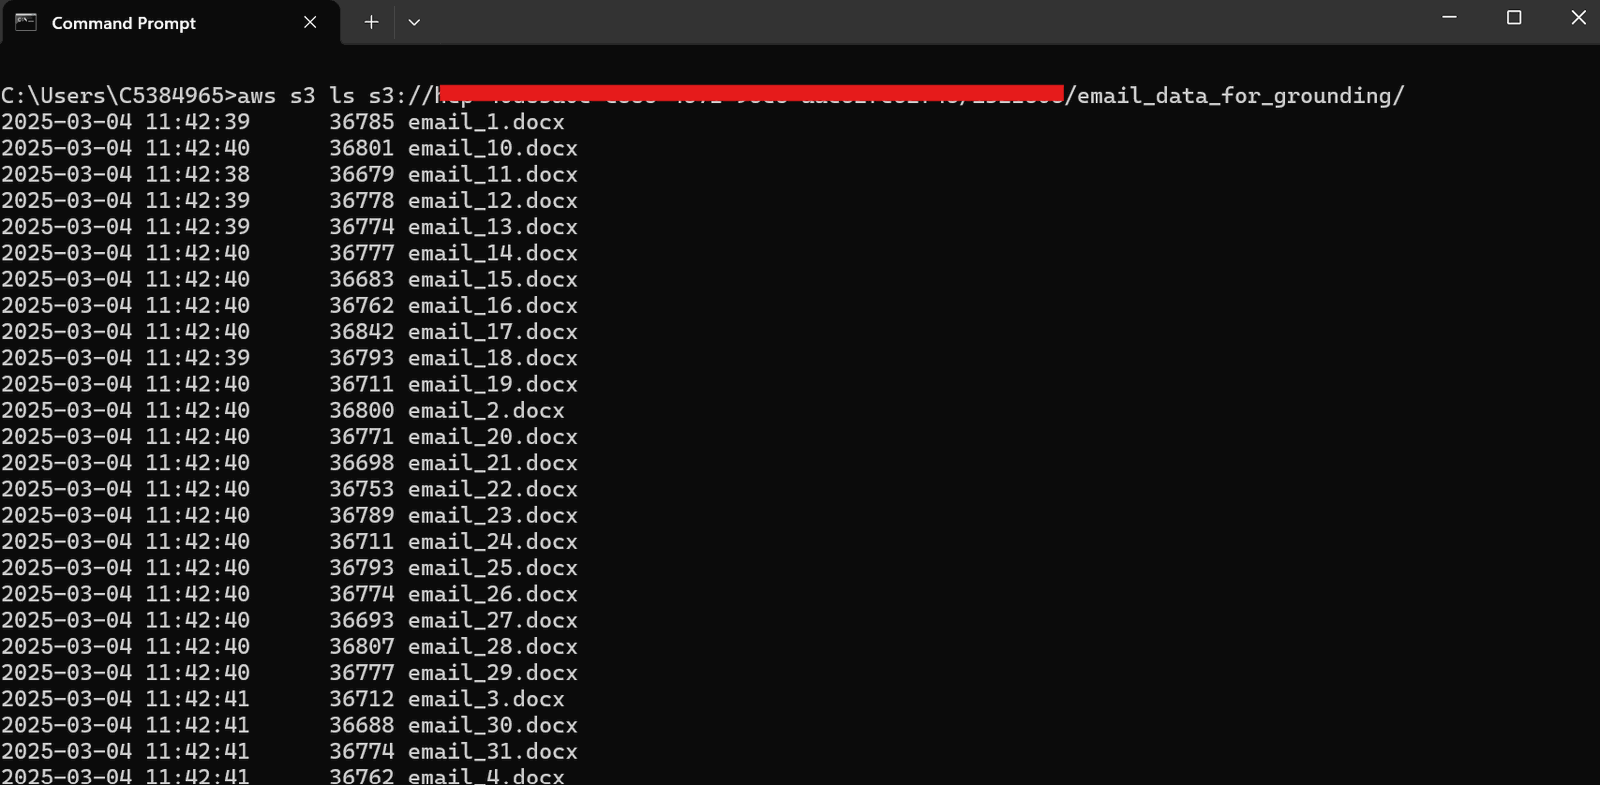 Command Prompt
C:\Users\C5384965>aws s3 ls s3:// /email_data_for_grounding/
2025-03-04 11:42:39 36785 email_1.docx
2025-03-04 11:42:40 36801 email_10.docx
2025-03-04 11:42:38 36679 email_11.docx
2025-03-04 11:42:39 36778 email_12.docx
2025-03-04 11:42:39 36774 email_13.docx
2025-03-04 11:42:40 36777 email_14.docx
2025-03-04 11:42:40 36683 email_15.docx
2025-03-04 11:42:40 36762 email_16.docx
2025-03-04 11:42:40 36842 email_17.docx
2025-03-04 11:42:39 36793 email_18.docx
2025-03-04 11:42:40 36711 email_19.docx
2025-03-04 11:42:40 36800 email_2.docx
2025-03-04 11:42:40 36771 email_20.docx
2025-03-04 11:42:40 36698 email_21.docx
2025-03-04 11:42:40 36753 email_22.docx
2025-03-04 11:42:40 36789 email_23.docx
2025-03-04 11:42:40 36711 email_24.docx
2025-03-04 11:42:40 36793 email_25.docx
2025-03-04 11:42:40 36774 email_26.docx
2025-03-04 11:42:40 36693 email_27.docx
2025-03-04 11:42:40 36807 email_28.docx
2025-03-04 11:42:40 36777 email_29.docx
2025-03-04 11:42:41 36712 email_3.docx
2025-03-04 11:42:41 36688 email_30.docx
2025-03-04 11:42:41 36774 email_31.docx
2025-03-04 11:42:41 36762 email_4.docx